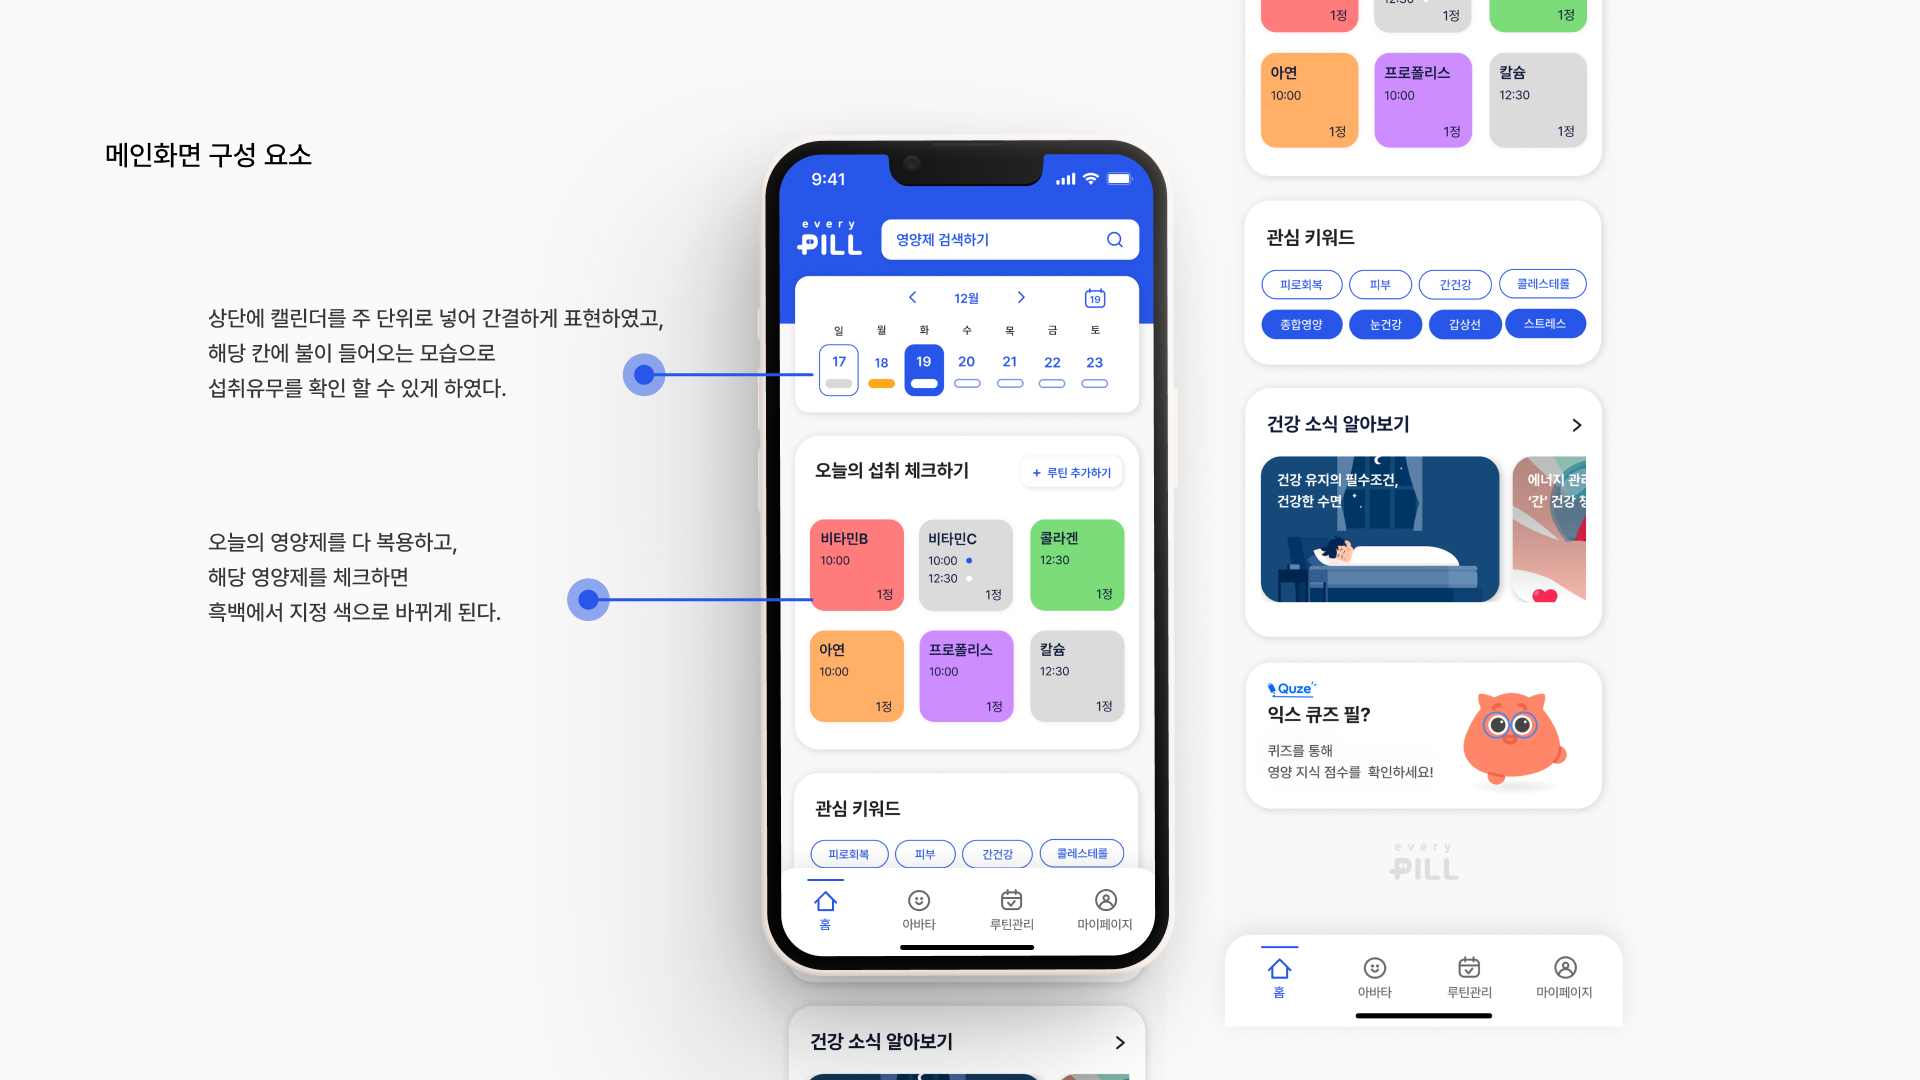 메인화면 구성 요소
상단에 캘린더를 주 단위로 넣어 간결하게 표현하였고,
해당 칸에 불이 들어오는 모습으로
섭취유무를 확인 할 수 있게 하였다.
오늘의 영양제를 다 복용하고,
해당 영양제를 체크하면
흑백에서 지정 색으로 바뀌게 된다.
9:41
every
PILL
영양제 검색하기
12월
19
일 월 화 수 목 금 토
17 18 19 20 21 22 23
오늘의 섭취 체크하기
+ 루틴 추가하기
비타민B
10:00
1정
비타민C
10:00
12:30
1정
콜라겐
12:30
1정
아연
10:00
1정
프로폴리스
10:00
1정
칼슘
12:30
1정
관심 키워드
피로회복 피부 간건강 콜레스테롤
홈 아바타 루틴관리 마이페이지
건강 소식 알아보기
1정
12:30
1정
1정
아연
10:00
1정
프로폴리스
10:00
1정
칼슘
12:30
1정
관심 키워드
피로회복 피부 간건강 콜레스테롤
종합영양 눈건강 갑상선 스트레스
건강 소식 알아보기
건강 유지의 필수조건,
건강한 수면
에너지 관리
‘간’ 건강
Quze
익스 큐즈 필?
퀴즈를 통해
영양 지식 점수를 확인하세요!
every
PILL
홈 아바타 루틴관리 마이페이지